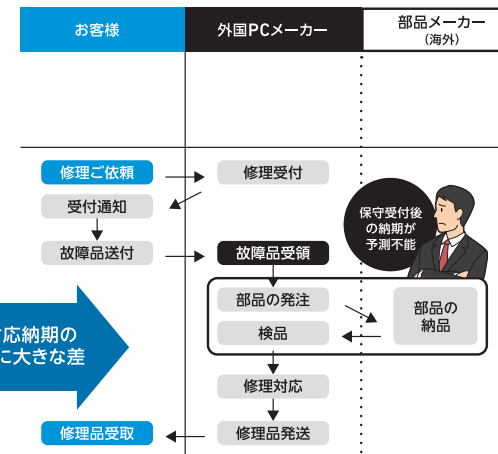 お客様
外国PCメーカー
部品メーカー
(海外)
修理ご依頼
修理受付
受付通知
保守受付後
の納期が
予測不能
故障品送付
故障品受領
部品の発注
部品の
納品
検品
応納期の
に大きな差
修理対応
修理品受取
修理品発送